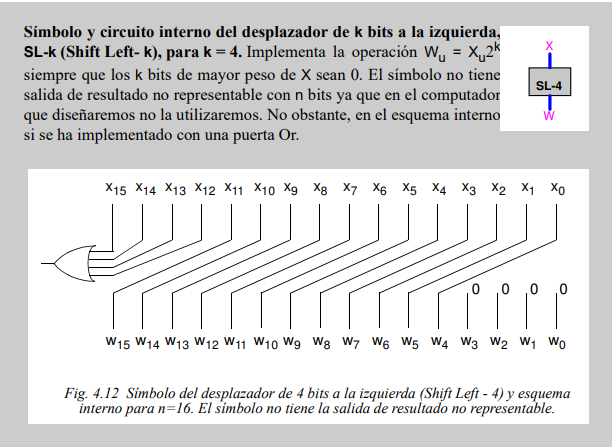 Símbolo y circuito interno del desplazador de k bits a la izquierda,
SL-k (Shift Left- k), para k = 4. Implementa la operación Wu = Xu2k
siempre que los k bits de mayor peso de X sean 0. El símbolo no tiene
salida de resultado no representable con n bits ya que en el computador
que diseñaremos no la utilizaremos. No obstante, en el esquema interno
si se ha implementado con una puerta Or.
X
SL-4
W
X15 X14 X13 X12 X11 X10 X9 X8 X7 X6 X5 X4 X3 X2 X1 X0
0 0 0 0
W15 W14 W13 W12 W11 W10 W9 W8 W7 W6 W5 W4 W3 W2 W1 W0
Fig. 4.12 Símbolo del desplazador de 4 bits a la izquierda (Shift Left - 4) y esquema
interno para n=16. El símbolo no tiene la salida de resultado no representable.